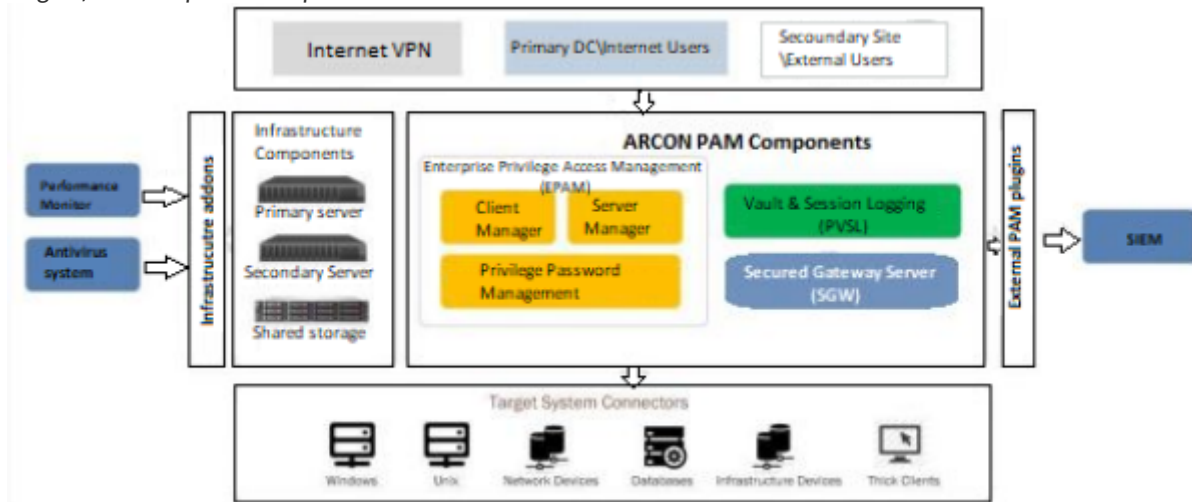 Internet VPN
Primary DC\Internet Users
Secoundary Site
\External Users
Infrastrucutre addons
Infrastructure
Components
Primary server
Secondary Server
Shared storage
Performance
Monitor
Antivirus
system
ARCON PAM Components
Enterprise Privilege Access Management
(EPAM)
Client
Manager
Server
Manager
Privilege Password
Management
Vault & Session Logging
(PVSL)
Secured Gateway Server
(SGW)
External PAM plugins
SIEM
Target System Connectors
Windows
Unix
Network Devices
Databases
Infrastructure Devices
Thick Clients